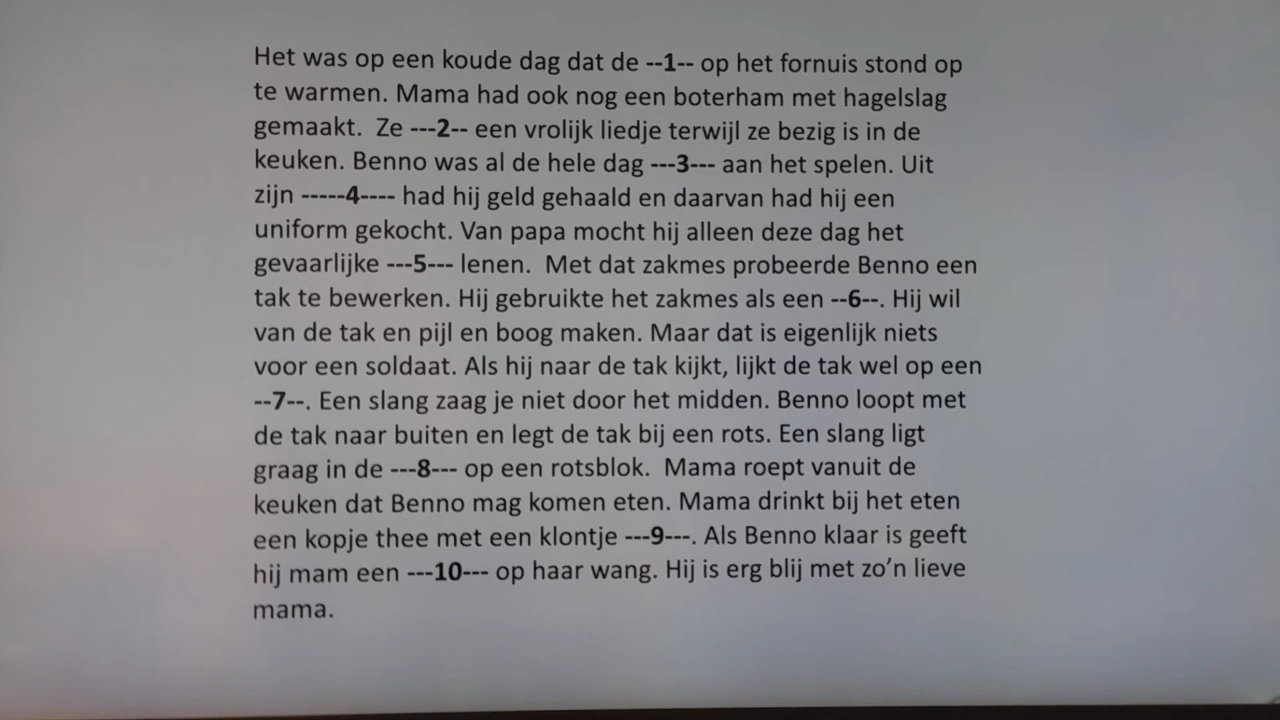 Het was op een koude dag dat de --1-- op het fornuis stond op
te warmen. Mama had ook nog een boterham met hagelslag
gemaakt.  Ze ---2-- een vrolijk liedje terwijl ze bezig is in de
keuken. Benno was al de hele dag ---3--- aan het spelen. Uit
zijn -----4---- had hij geld gehaald en daarvan had hij een
uniform gekocht. Van papa mocht hij alleen deze dag het
gevaarlijke ---5--- lenen.  Met dat zakmes probeerde Benno een
tak te bewerken. Hij gebruikte het zakmes als een --6--. Hij wil
van de tak en pijl en boog maken. Maar dat is eigenlijk niets
voor een soldaat. Als hij naar de tak kijkt, lijkt de tak wel op een
--7--. Een slang zaag je niet door het midden. Benno loopt met
de tak naar buiten en legt de tak bij een rots. Een slang ligt
graag in de ---8--- op een rotsblok.  Mama roept vanuit de
keuken dat Benno mag komen eten. Mama drinkt bij het eten
een kopje thee met een klontje ---9---. Als Benno klaar is geeft
hij mam een ---10--- op haar wang. Hij is erg blij met zo’n lieve
mama.